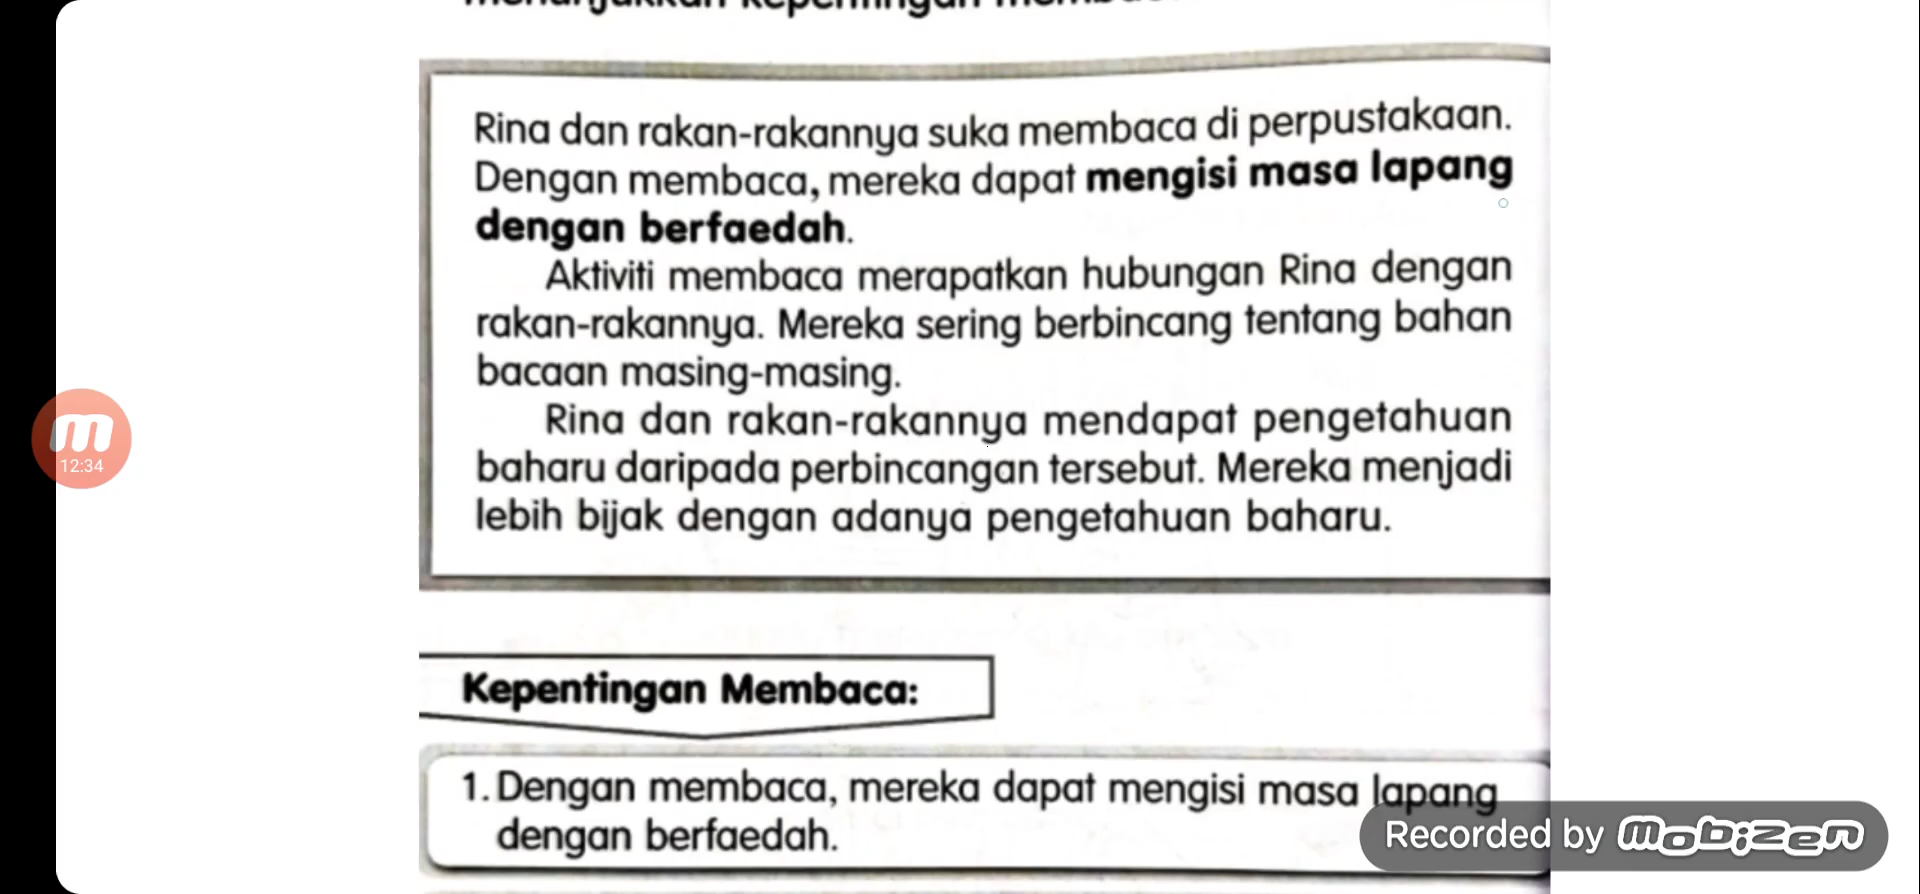 Rina dan rakan-rakannya suka membaca di perpustakaan.
Dengan membaca, mereka dapat mengisi masa lapang
dengan berfaedah.
Aktiviti membaca merapatkan hubungan Rina dengan
rakan-rakannya. Mereka sering berbincang tentang bahan
bacaan masing-masing.
Rina dan rakan-rakannya mendapat pengetahuan
baharu daripada perbincangan tersebut. Mereka menjadi
lebih bijak dengan adanya pengetahuan baharu.
12:34
Kepentingan Membaca:
1. Dengan membaca, mereka dapat mengisi masa lapang
dengan berfaedah.
Recorded by Mobizen